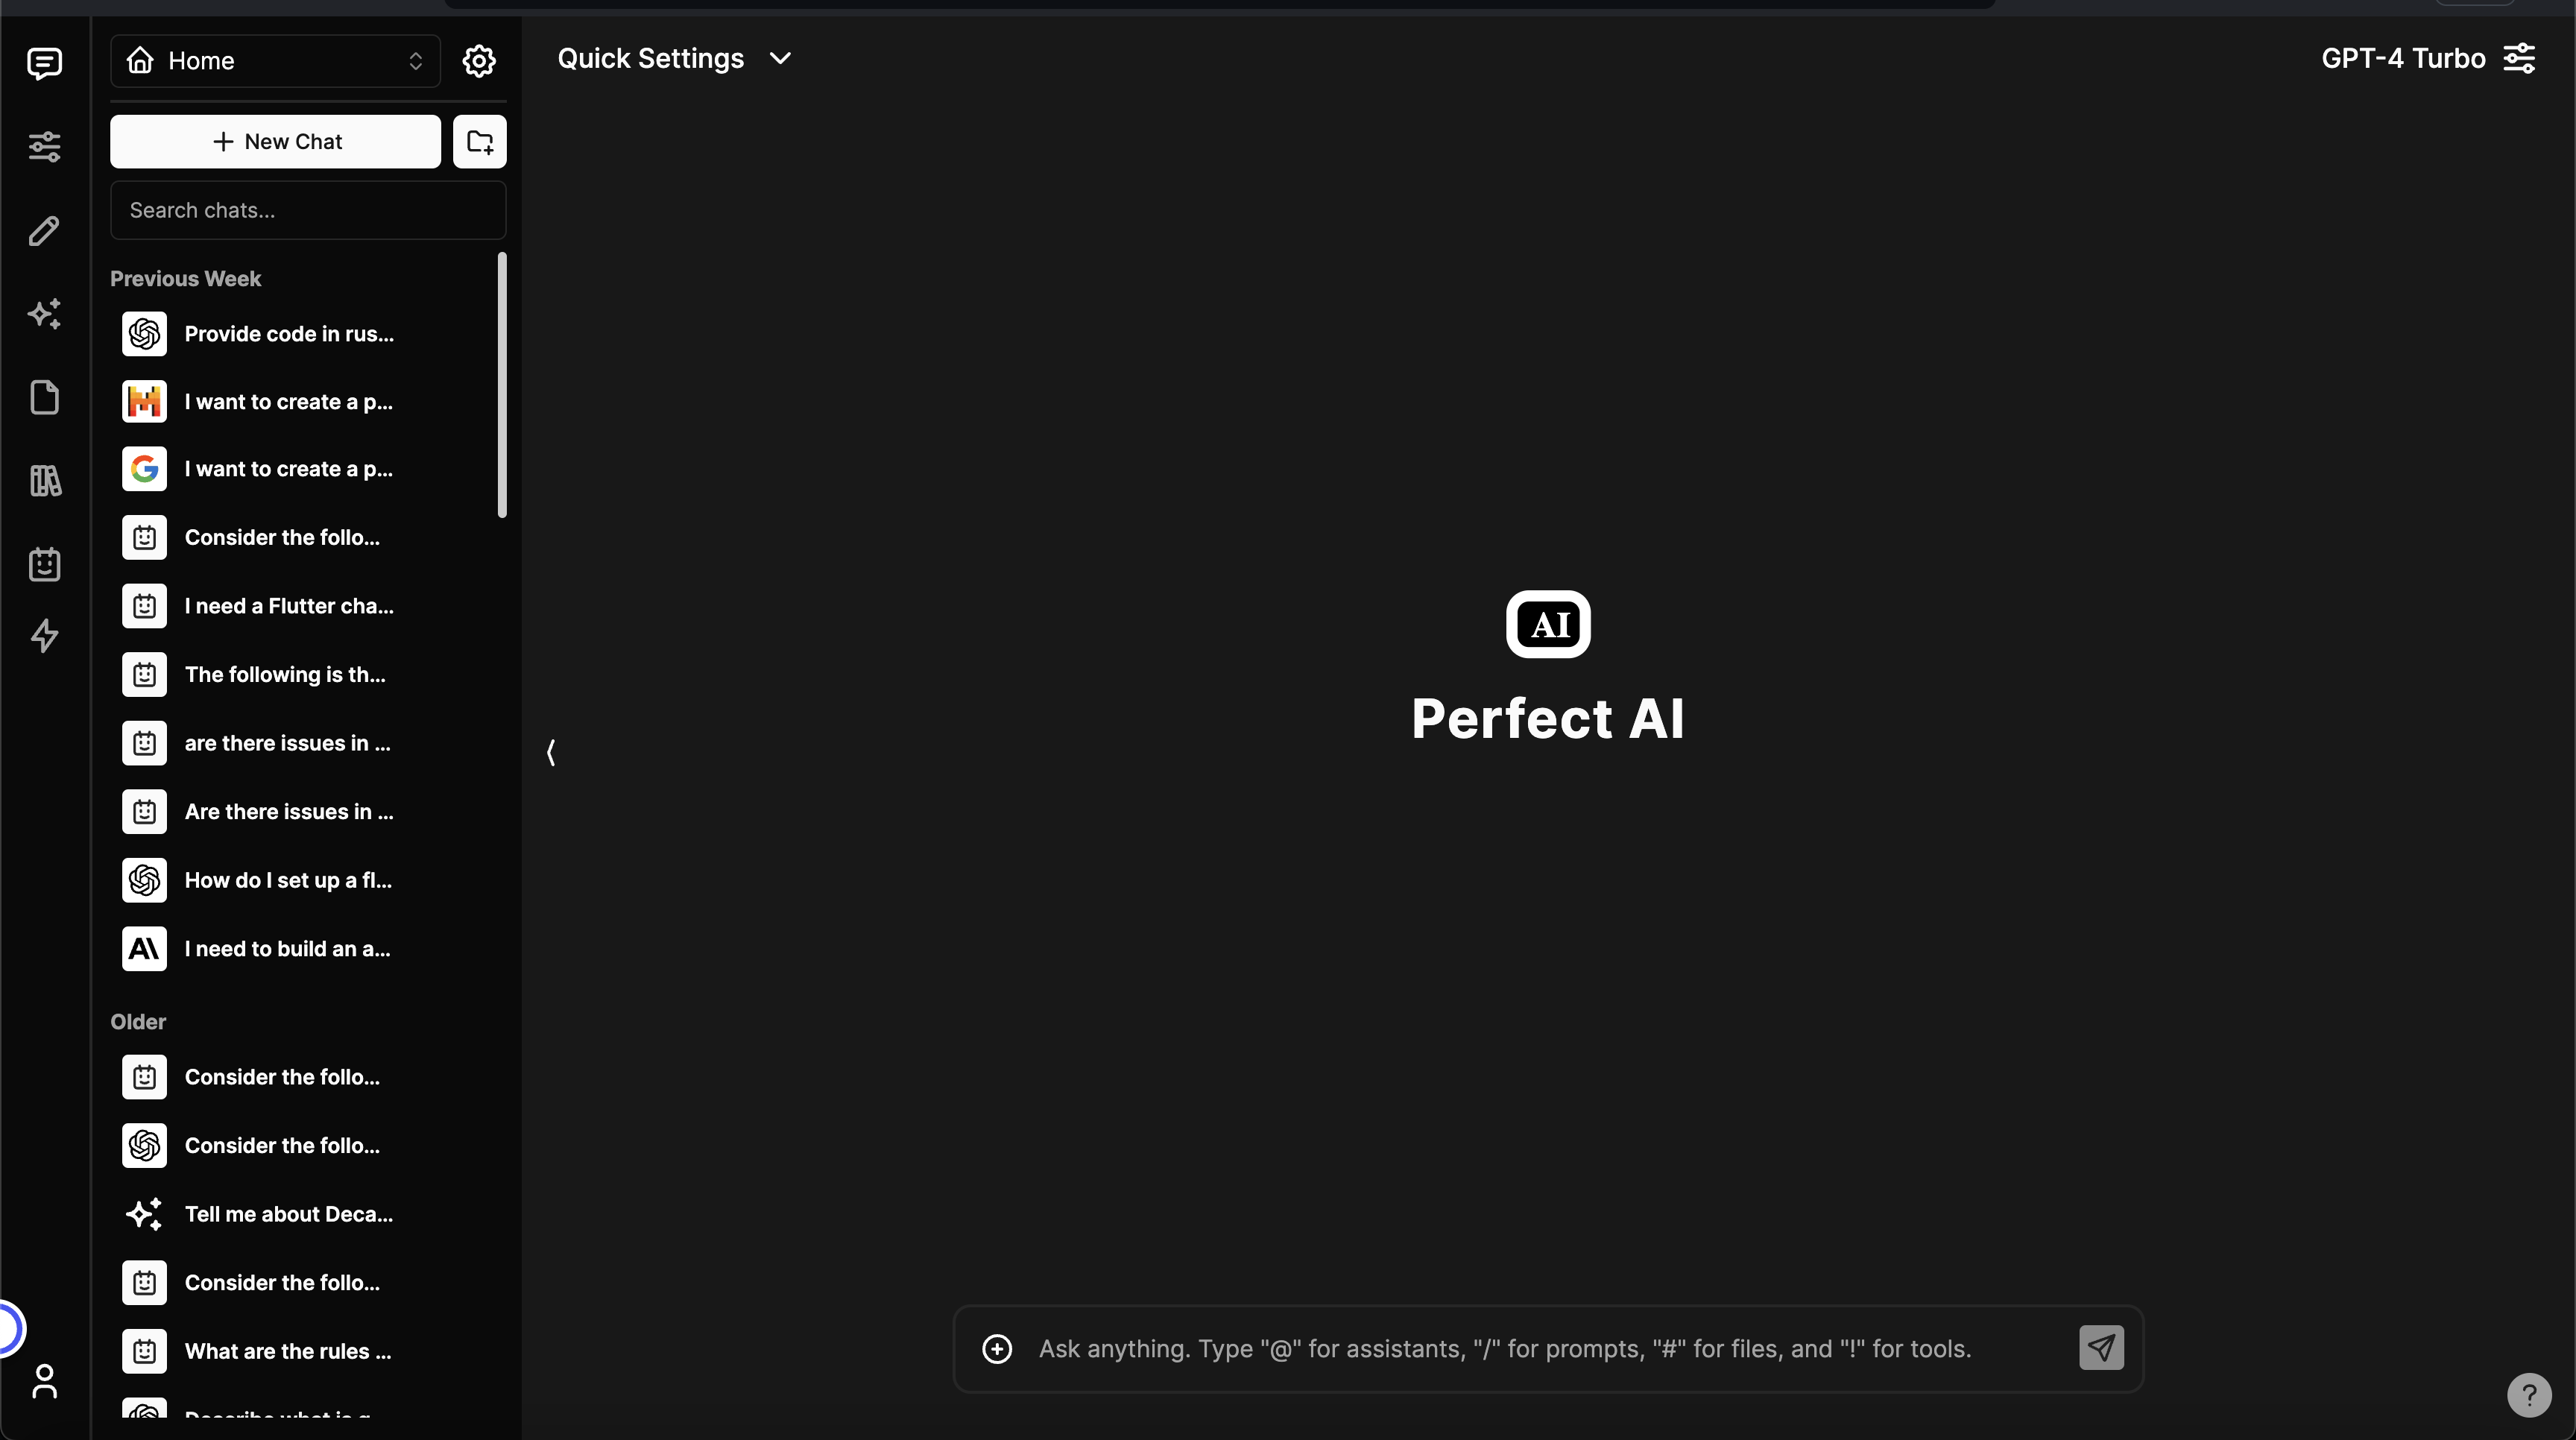 Home
New Chat
Search chats...
Previous Week
Provide code in rus...
I want to create a p...
I want to create a p...
Consider the follo...
I need a Flutter cha...
The following is th...
are there issues in ...
Are there issues in ...
How do I set up a fl...
I need to build an a...
Older
Consider the follo...
Consider the follo...
Tell me about Deca...
Consider the follo...
What are the rules ...
Quick Settings
GPT-4 Turbo
AI
Perfect AI
Ask anything. Type "@" for assistants, "/" for prompts, "#" for files, and "!" for tools.
?